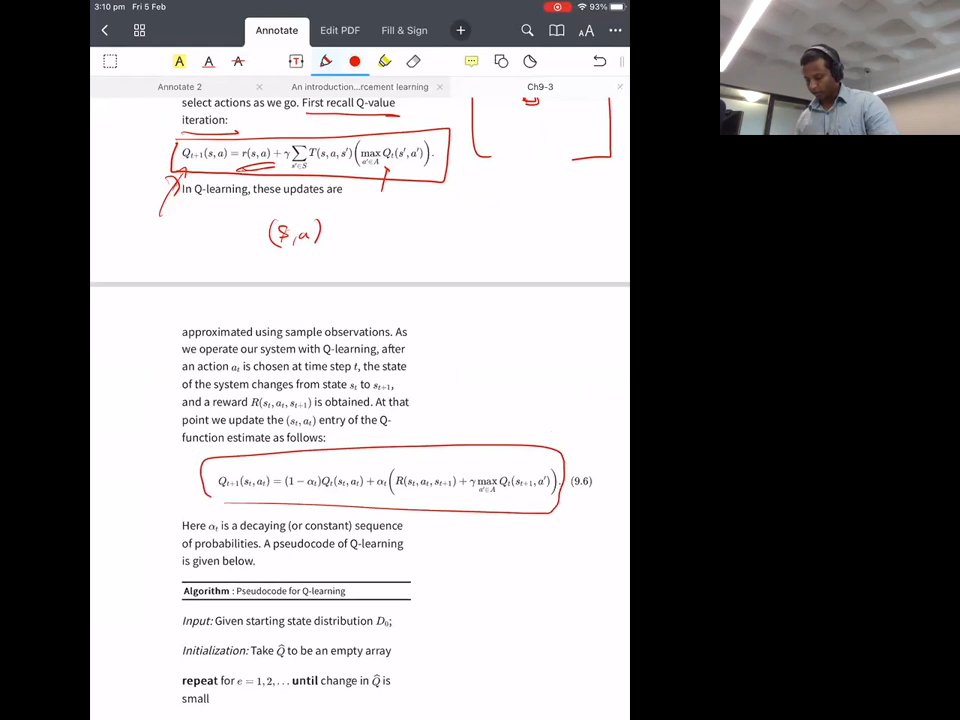 3:10 pm Fri 5 Feb
93%
Annotate
Edit PDF
Fill & Sign
Annotate 2
An introduction...rcement learning
Ch9-3
select actions as we go. First recall Q-value
iteration:
Q_{t+1}(s, a) = r(s, a) + γ ∑_{s'∈S} T(s, a, s') ( max_{a'∈A} Q_t(s', a') ).
In Q-learning, these updates are
(s, a)
approximated using sample observations. As
we operate our system with Q-learning, after
an action a_t is chosen at time step t, the state
of the system changes from state s_t to s_{t+1},
and a reward R(s_t, a_t, s_{t+1}) is obtained. At that
point we update the (s_t, a_t) entry of the Q-
function estimate as follows:
Q_{t+1}(s_t, a_t) = (1 − α_t)Q_t(s_t, a_t) + α_t ( R(s_t, a_t, s_{t+1}) + γ max_{a'∈A} Q_t(s_{t+1}, a') ). (9.6)
Here α_t is a decaying (or constant) sequence
of probabilities. A pseudocode of Q-learning
is given below.
Algorithm : Pseudocode for Q-learning
Input: Given starting state distribution D_0;
Initialization: Take Q̂ to be an empty array
repeat for e = 1, 2, … until change in Q̂ is
small